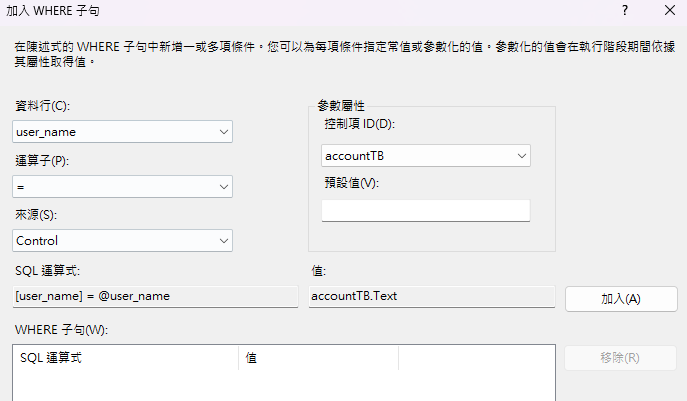 加入 WHERE 子句
在陳述式的 WHERE 子句中新增一或多項條件。您可以為每項條件指定常值或參數化的值。參數化的值會在執行階段期間依據
其屬性取得值。
資料行(C):
user_name
運算子(P):
=
來源(S):
Control
參數屬性
控制項 ID(D):
accountTB
預設值(V):
SQL 運算式:
[user_name] = @user_name
值:
accountTB.Text
加入(A)
WHERE 子句(W):
SQL 運算式
值
移除(R)